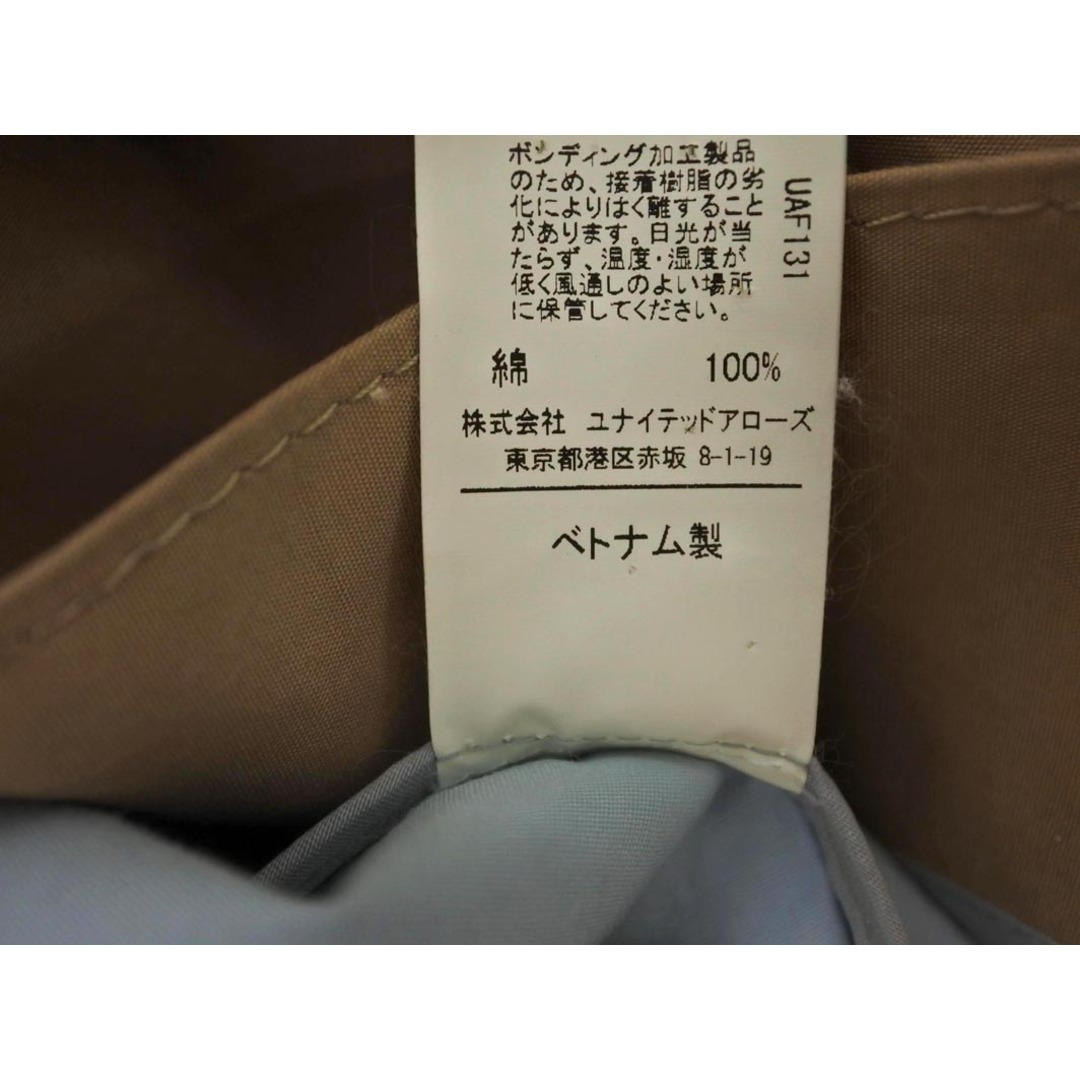 ボンディング加工製品
のため、接着樹脂の劣
化によりはく離すること
があります。日光が当
たらず、温度・湿度が
低く風通しのよい場所
に保管してください。
UAF131
綿 100%
株式会社 ユナイテッドアローズ
東京都港区赤坂 8-1-19
ベトナム製